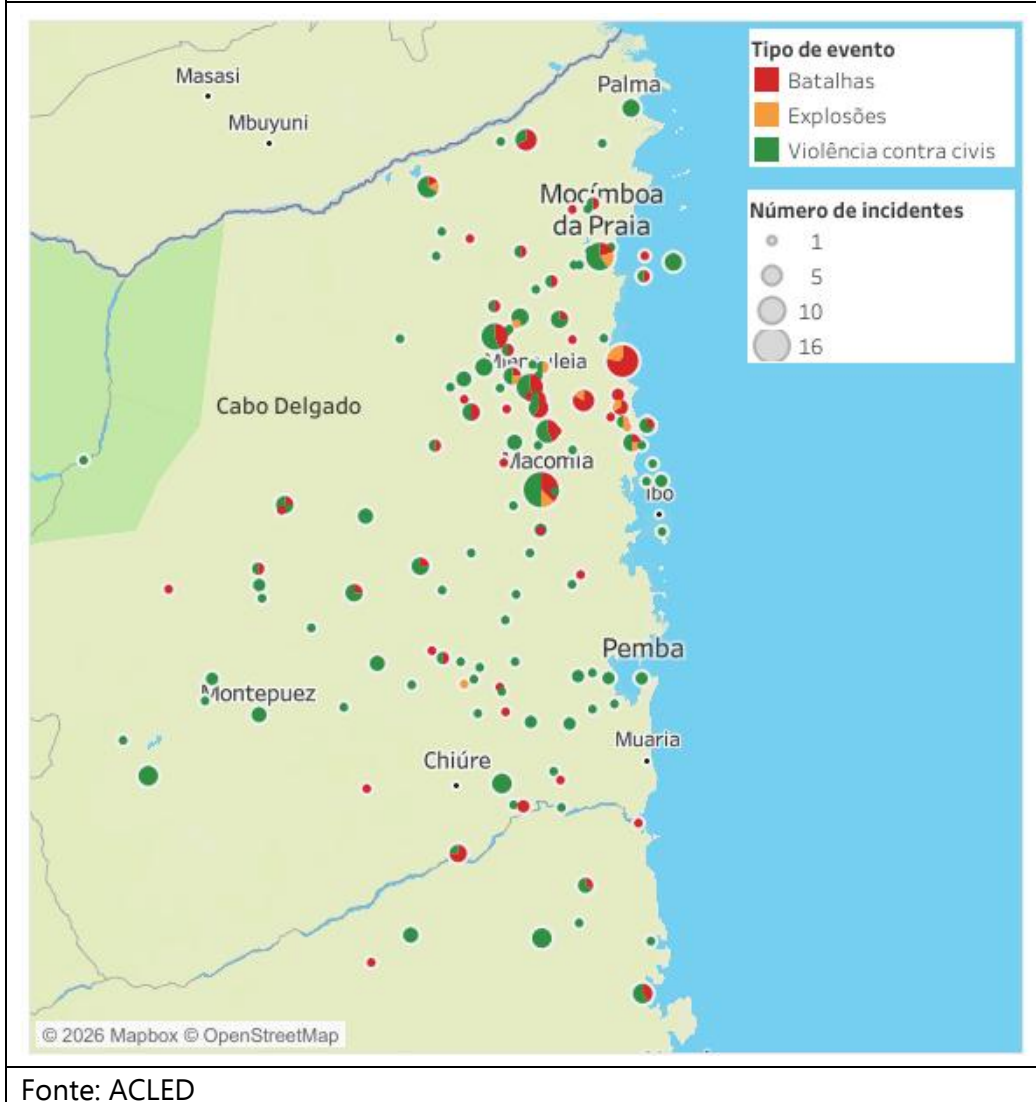 Tipo de evento
Batalhas
Explosões
Violência contra civis
Número de incidentes
1
5
10
16
Masasi
Mbuyuni
Palma
Mocímboa
da Praia
Cabo Delgado
Macomia
Ibo
Pemba
Montepuez
Muaria
Chiúre
© 2026 Mapbox © OpenStreetMap
Fonte: ACLED